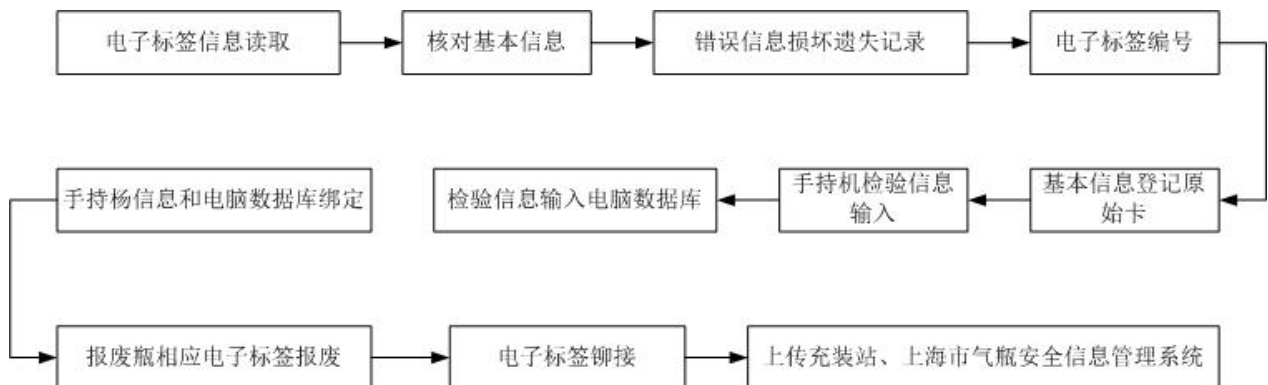 电子标签信息读取
核对基本信息
错误信息损坏遗失记录
电子标签编号
基本信息登记原
始卡
手持机检验信息
输入
检验信息输入电脑数据库
手持杨信息和电脑数据库绑定
报废瓶相应电子标签报废
电子标签铆接
上传充装站、上海市气瓶安全信息管理系统